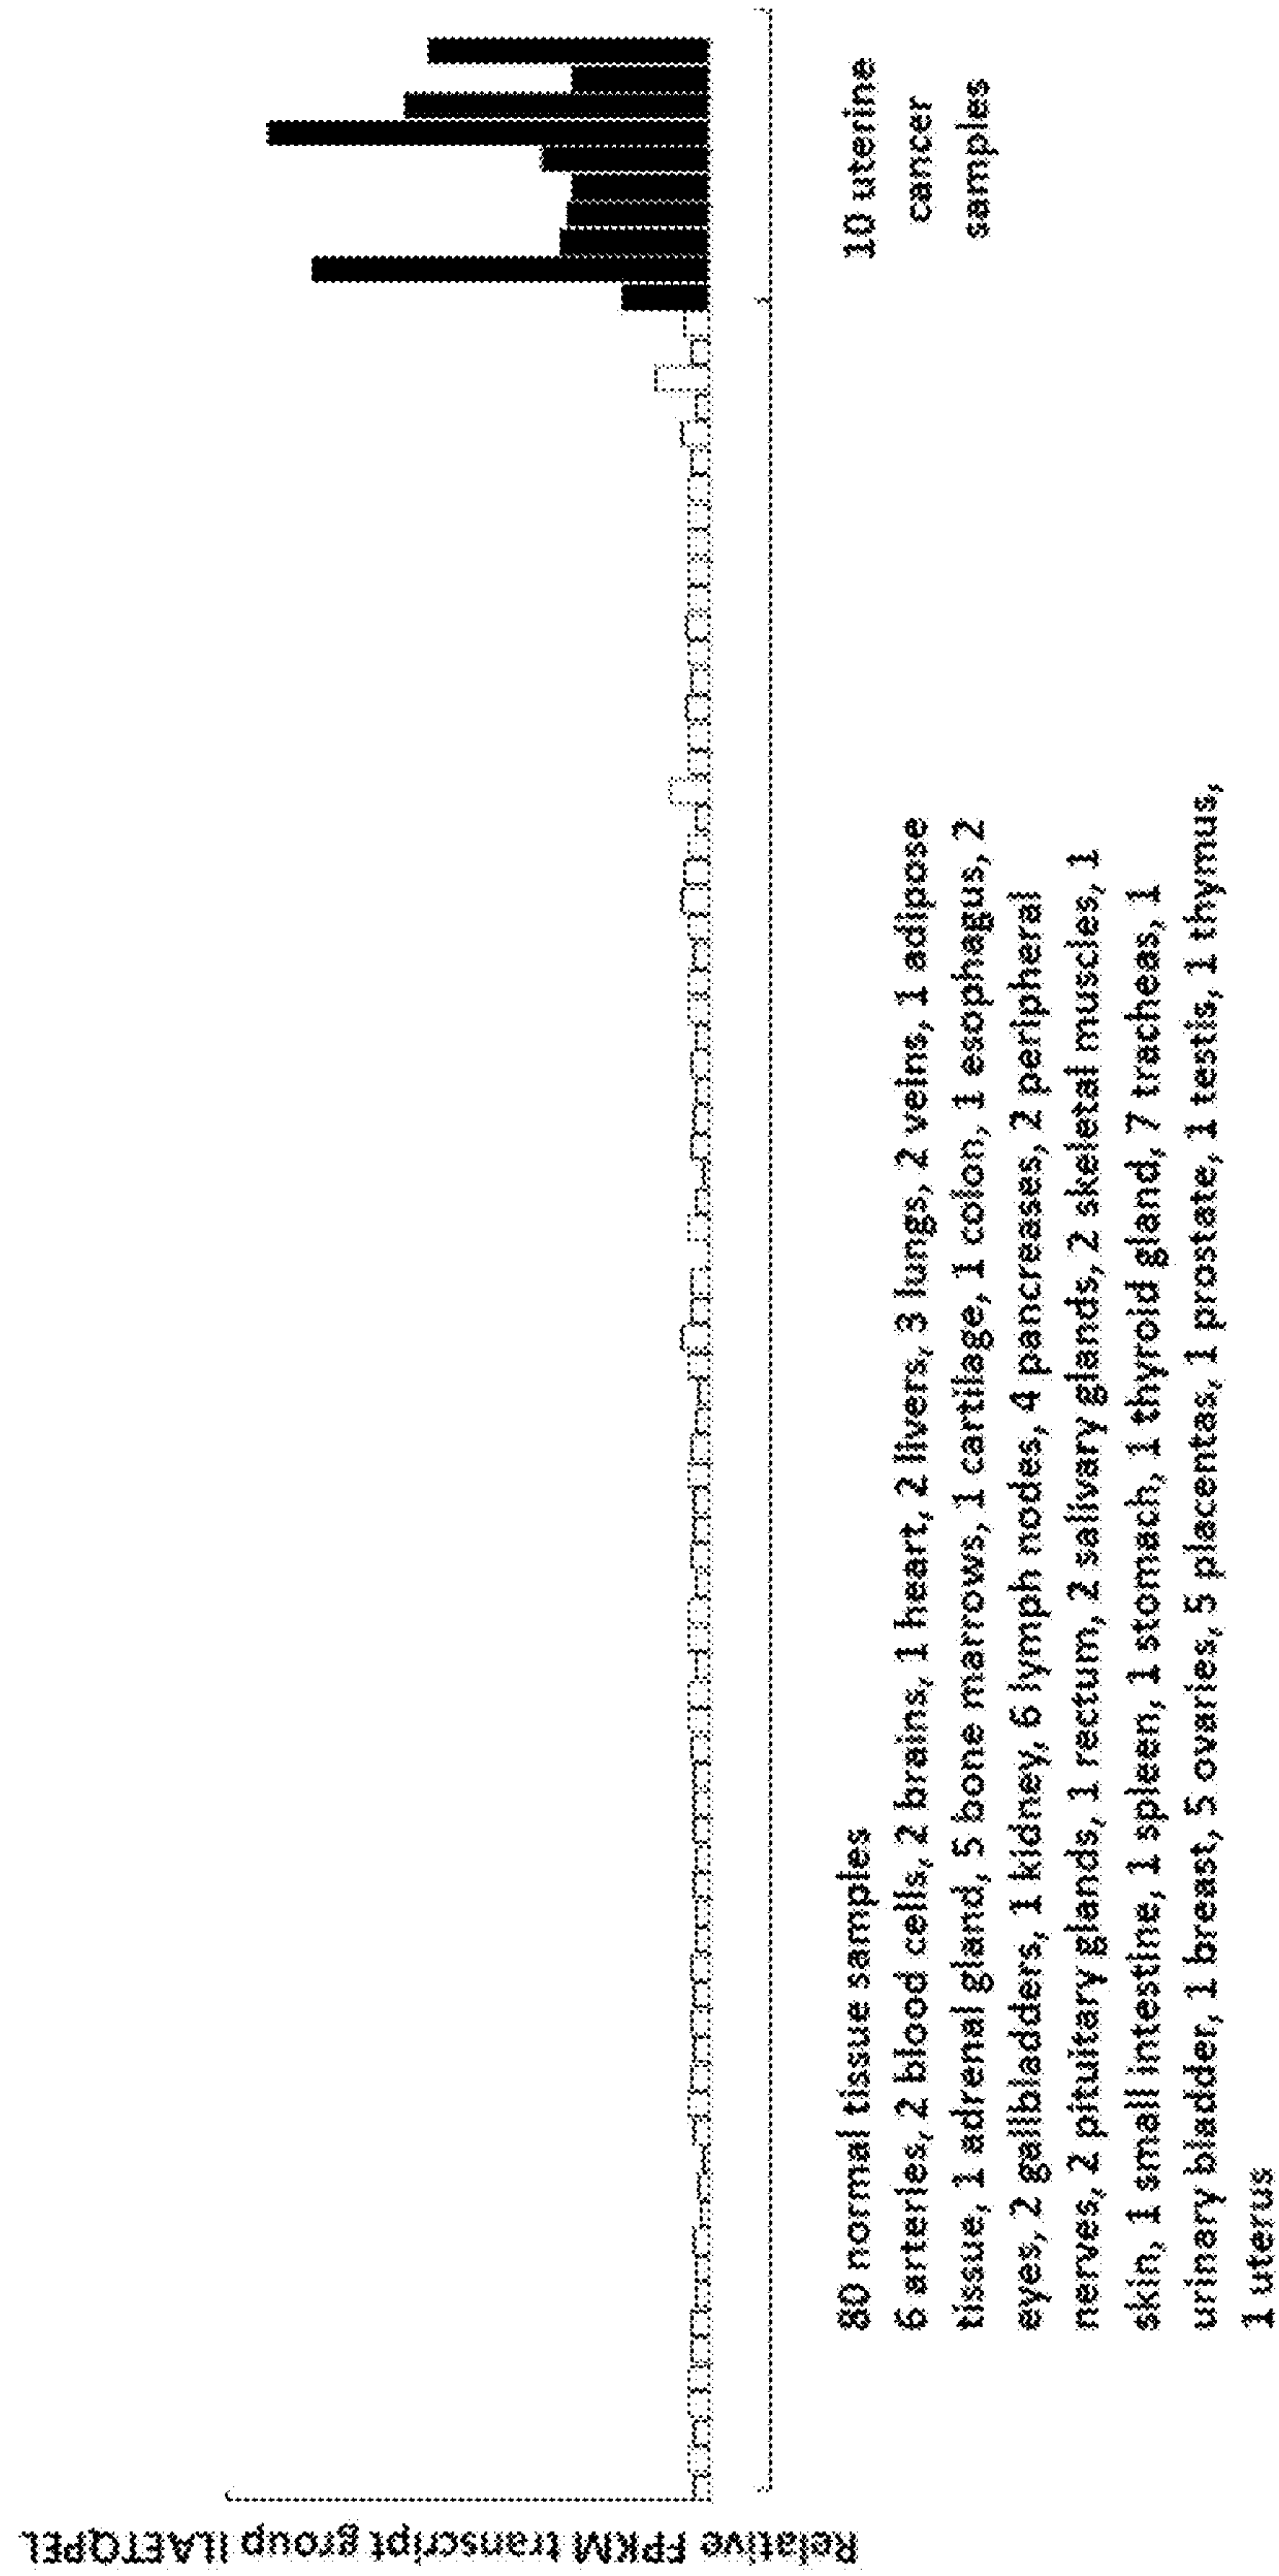 Relative FPKM transcript group iLAETQPEL
80 normal tissue samples
6 arteries, 2 blood cells, 2 brains, 1 heart, 2 livers, 3 lungs, 2 veins, 1 adipose
tissue, 1 adrenal gland, 5 bone marrows, 1 cartilage, 1 colon, 1 esophagus, 2
eyes, 2 gallbladders, 1 kidney, 6 lymph nodes, 4 pancreases, 2 peripheral
nerves, 2 pituitary glands, 1 rectum, 2 salivary glands, 2 skeletal muscles, 1
skin, 1 small intestine, 1 spleen, 1 stomach, 1 thyroid gland, 7 tracheas, 1
urinary bladder, 1 breast, 5 ovaries, 5 placentas, 1 prostate, 1 testis, 1 thymus,
1 uterus
10 uterine
cancer
samples